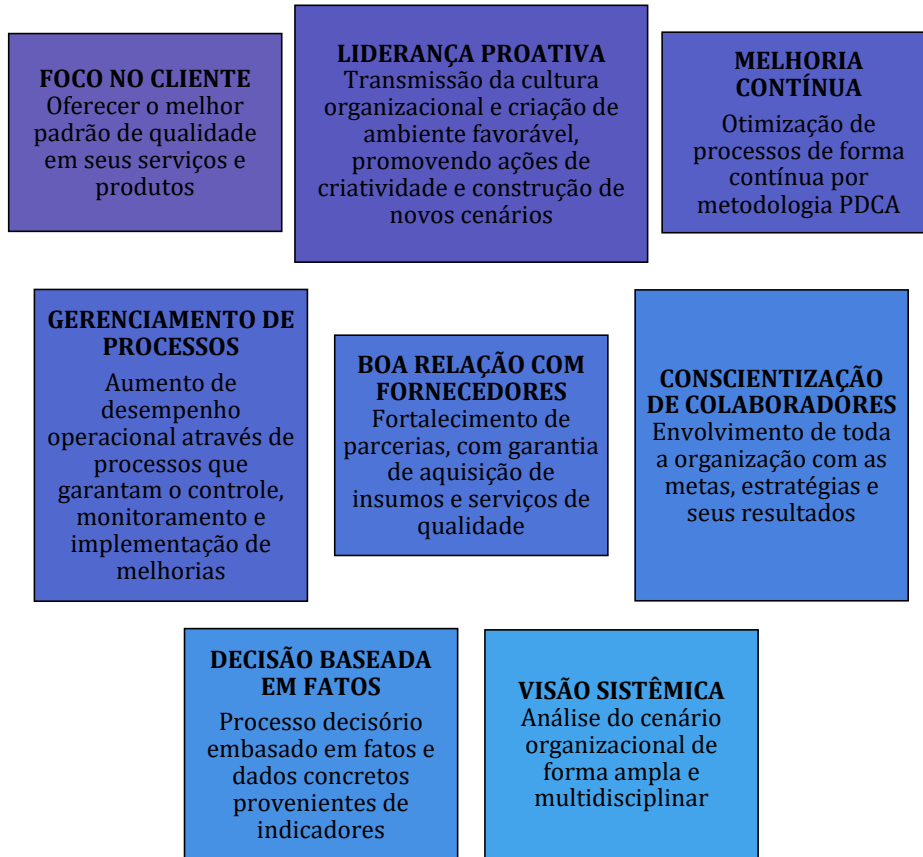 FOCO NO CLIENTE
Oferecer o melhor
padrão de qualidade
em seus serviços e
produtos
LIDERANÇA PROATIVA
Transmissão da cultura
organizacional e criação de
ambiente favorável,
promovendo ações de
criatividade e construção de
novos cenários
MELHORIA
CONTÍNUA
Otimização de
processos de forma
contínua por
metodologia PDCA
GERENCIAMENTO DE
PROCESSOS
Aumento de
desempenho
operacional através de
processos que
garantam o controle,
monitoramento e
implementação de
melhorias
BOA RELAÇÃO COM
FORNECEDORES
Fortalecimento de
parcerias, com garantia
de aquisição de
insumos e serviços de
qualidade
CONSCIENTIZAÇÃO
DE COLABORADORES
Envolvimento de toda
a organização com as
metas, estratégias e
seus resultados
DECISÃO BASEADA
EM FATOS
Processo decisório
embasado em fatos e
dados concretos
provenientes de
indicadores
VISÃO SISTÊMICA
Análise do cenário
organizacional de
forma ampla e
multidisciplinar